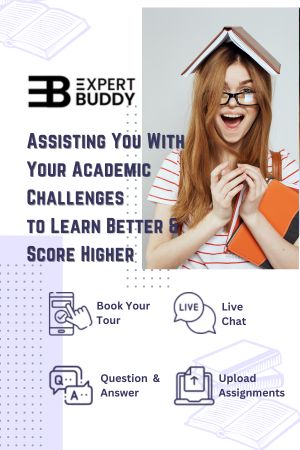 EXPERT
BUDDY
Assisting You With
Your Academic
Challenges
to Learn Better &
Score Higher
Book Your
Tour
LIVE
Live
Chat
Q
A
Question &
Answer
Upload
Assignments